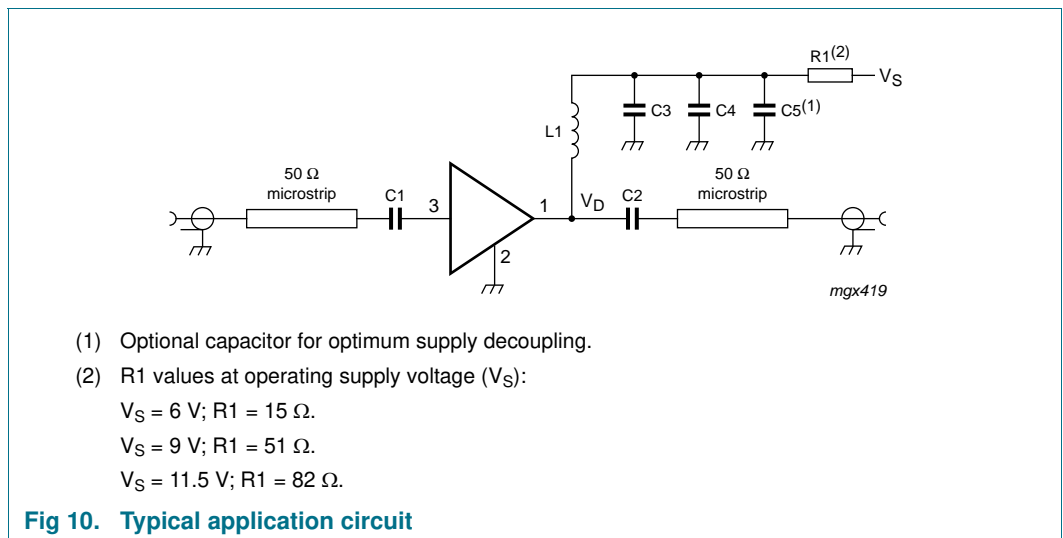 R1(2)
VS
C3
C4
C5(1)
L1
50 Ω
microstrip
C1
3
1
VD
C2
50 Ω
microstrip
2
mgx419
(1) Optional capacitor for optimum supply decoupling.
(2) R1 values at operating supply voltage (VS):
VS = 6 V; R1 = 15 Ω.
VS = 9 V; R1 = 51 Ω.
VS = 11.5 V; R1 = 82 Ω.
Fig 10. Typical application circuit